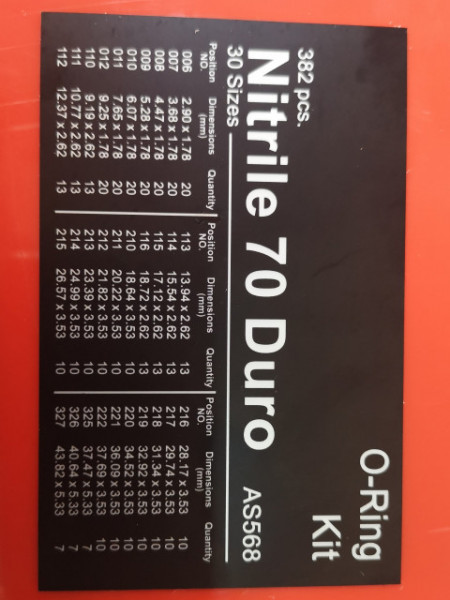 O-Ring
Kit
382 pcs.
Nitrile 70 Duro AS568
30 Sizes
Position NO. Dimensions (mm) Quantity Position NO. Dimensions (mm) Quantity Position NO. Dimensions (mm) Quantity
006 2.90 x 1.78 20 113 13.94 x 2.62 13 216 28.17 x 3.53 10
007 3.68 x 1.78 20 114 15.54 x 2.62 13 217 29.74 x 3.53 10
008 4.47 x 1.78 20 115 17.12 x 2.62 13 218 31.34 x 3.53 10
009 5.28 x 1.78 20 116 18.72 x 2.62 13 219 32.92 x 3.53 10
010 6.07 x 1.78 20 210 18.64 x 3.53 10 220 34.52 x 3.53 10
011 7.65 x 1.78 20 211 20.22 x 3.53 10 221 36.09 x 3.53 10
012 9.25 x 1.78 20 212 21.82 x 3.53 10 222 37.69 x 3.53 10
110 9.19 x 2.62 13 213 23.39 x 3.53 10 325 37.47 x 5.33 7
111 10.77 x 2.62 13 214 24.99 x 3.53 10 326 40.64 x 5.33 7
112 12.37 x 2.62 13 215 26.57 x 3.53 10 327 43.82 x 5.33 7